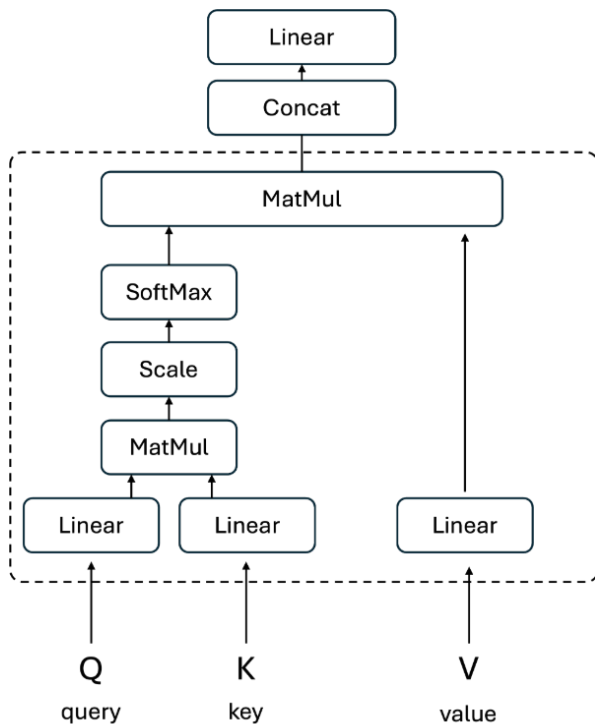 Linear
Concat
MatMul
SoftMax
Scale
MatMul
Linear Linear Linear
Q K V
query key value